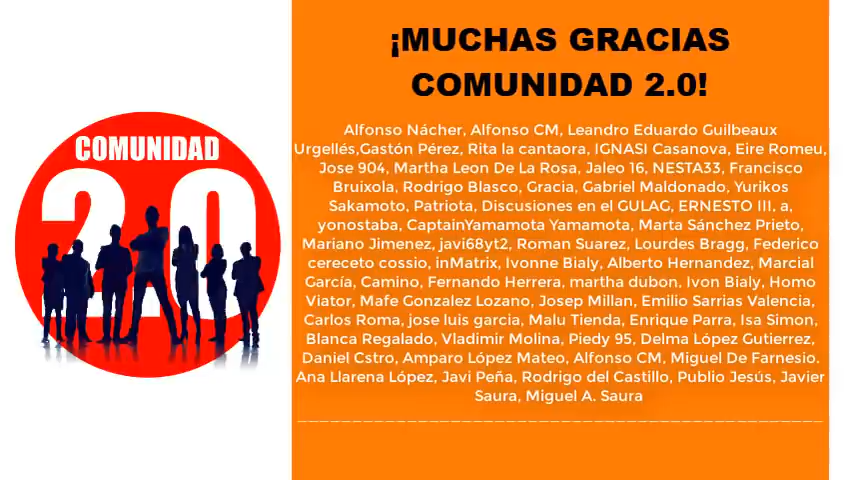 COMUNIDAD
2.0
¡MUCHAS GRACIAS
COMUNIDAD 2.0!
Alfonso Nácher, Alfonso CM, Leandro Eduardo Guilbeaux
Urgellés,Gastón Pérez, Rita la cantaora, IGNASI Casanova, Eire Romeu,
Jose 904, Martha Leon De La Rosa, Jaleo 16, NESTA33, Francisco
Bruixola, Rodrigo Blasco, Gracia, Gabriel Maldonado, Yurikos
Sakamoto, Patriota, Discusiones en el GULAG, ERNESTO III, a,
yonostaba, CaptainYamamota Yamamota, Marta Sánchez Prieto,
Mariano Jimenez, javi68yt2, Roman Suarez, Lourdes Bragg, Federico
cereceto cossio, inMatrix, Ivonne Bialy, Alberto Hernandez, Marcial
García, Camino, Fernando Herrera, martha dubon, Ivon Bialy, Homo
Viator, Mafe Gonzalez Lozano, Josep Millan, Emilio Sarrias Valencia,
Carlos Roma, jose luis garcia, Malu Tienda, Enrique Parra, Isa Simon,
Blanca Regalado, Vladimir Molina, Piedy 95, Delma López Gutierrez,
Daniel Cstro, Amparo López Mateo, Alfonso CM, Miguel De Farnesio.
Ana Llarena López, Javi Peña, Rodrigo del Castillo, Publio Jesús, Javier
Saura, Miguel A. Saura